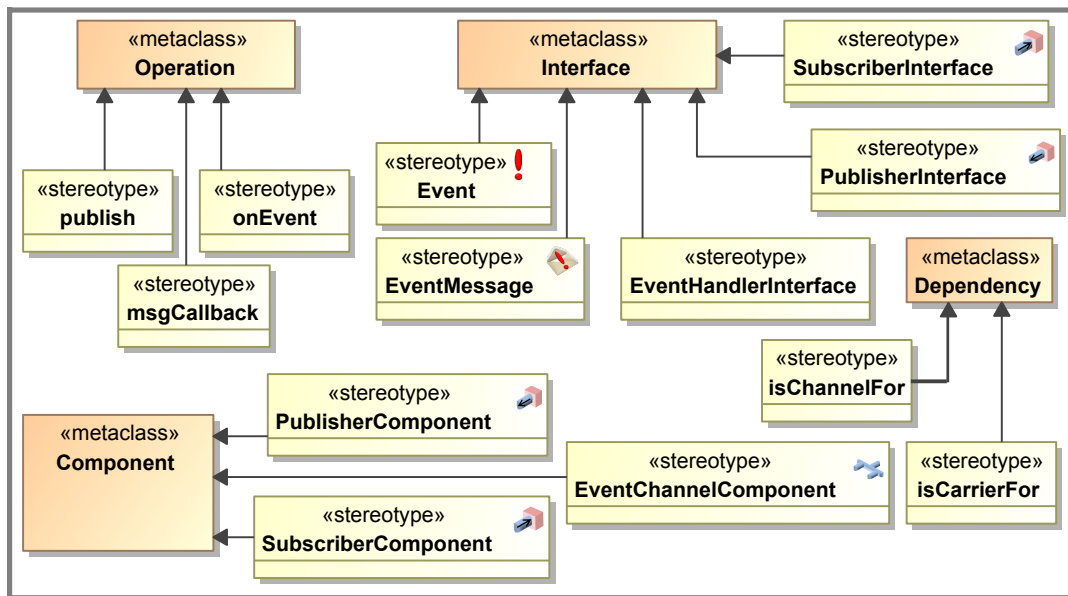 «metaclass»
Operation
«metaclass»
Interface
«stereotype»
SubscriberInterface
«stereotype»
publish
«stereotype»
onEvent
«stereotype»
Event
«stereotype»
PublisherInterface
«stereotype»
msgCallback
«stereotype»
EventMessage
«stereotype»
EventHandlerInterface
«metaclass»
Dependency
«stereotype»
isChannelFor
«stereotype»
PublisherComponent
«metaclass»
Component
«stereotype»
EventChannelComponent
«stereotype»
isCarrierFor
«stereotype»
SubscriberComponent